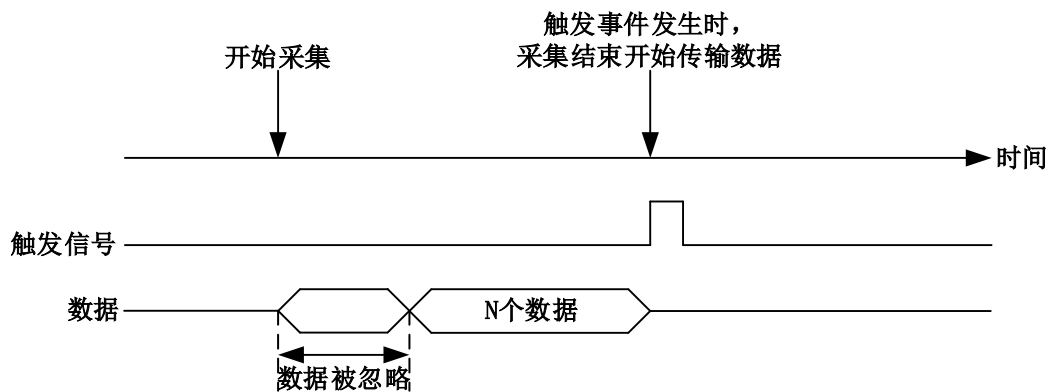 触发事件发生时，
开始采集
采集结束开始传输数据
时间
触发信号
数据
N个数据
数据被忽略